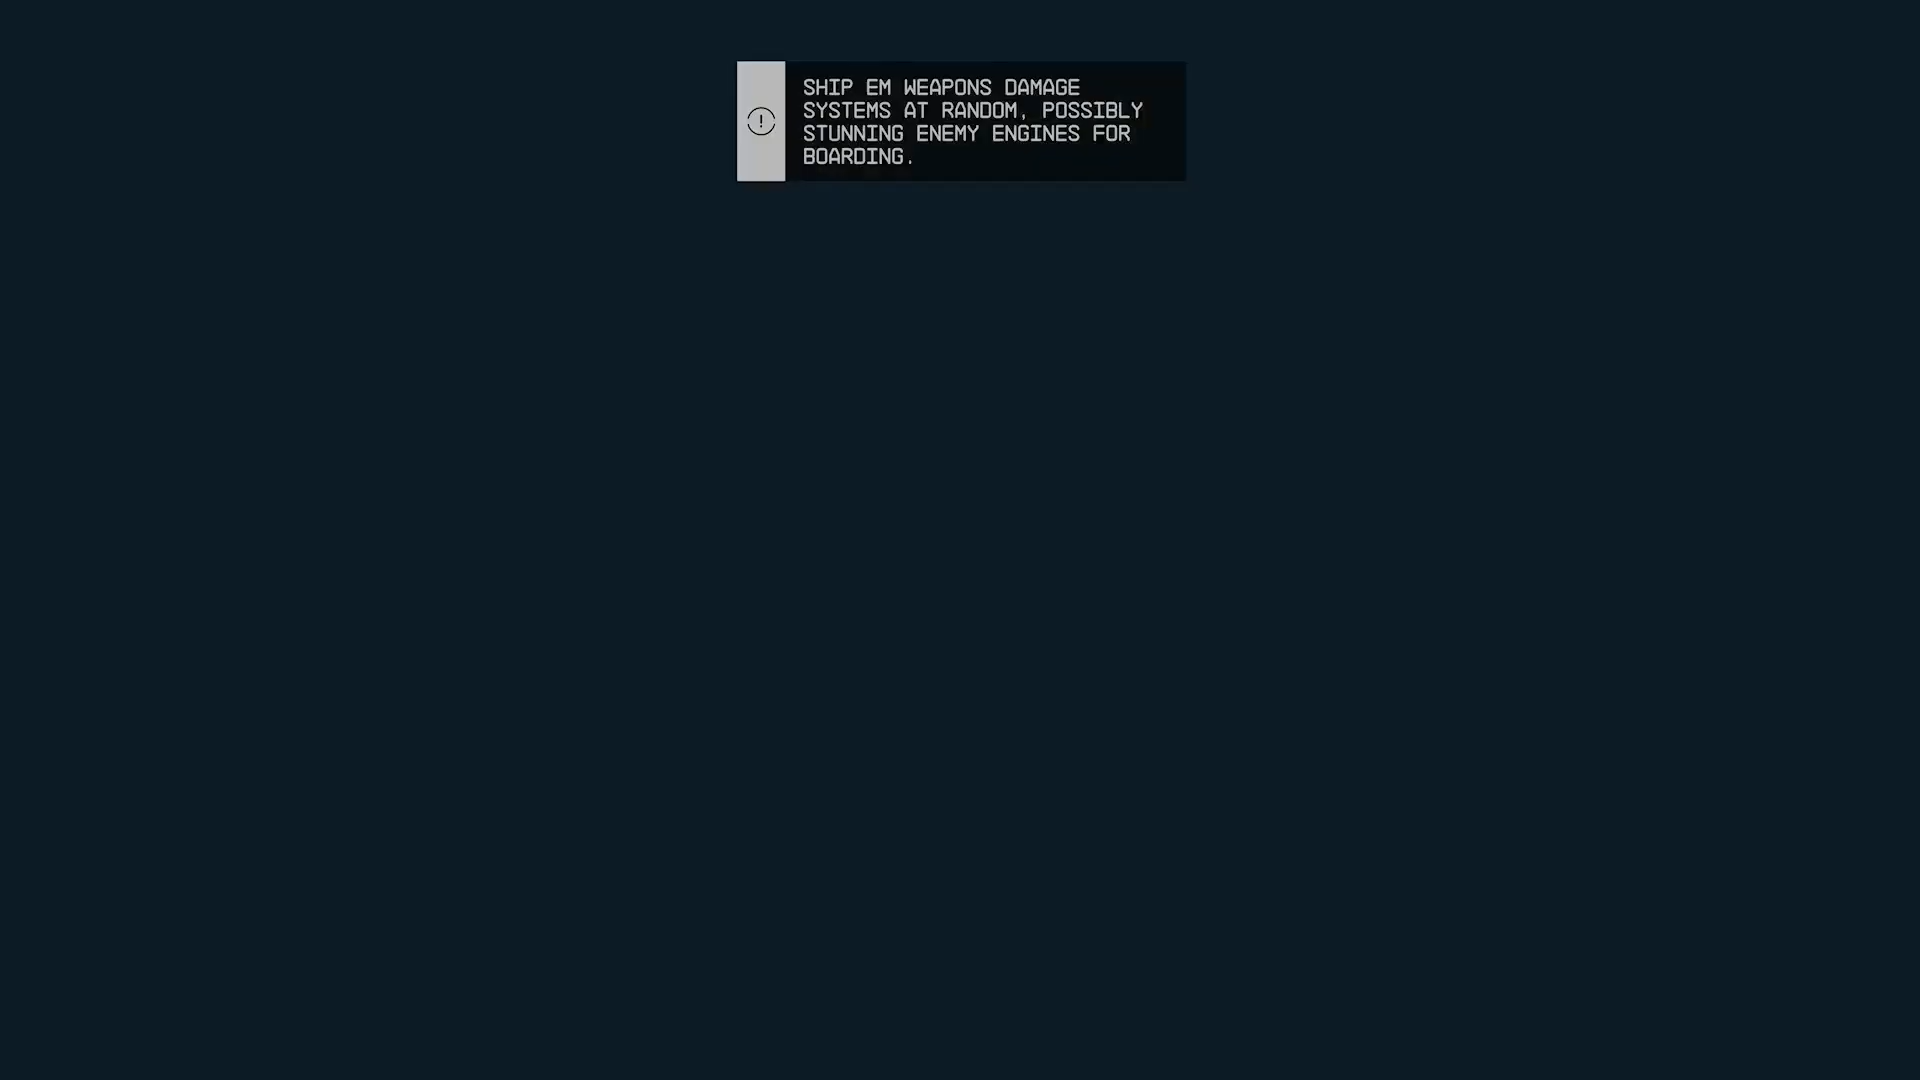 SHIP EM WEAPONS DAMAGE
SYSTEMS AT RANDOM, POSSIBLY
STUNNING ENEMY ENGINES FOR
BOARDING.